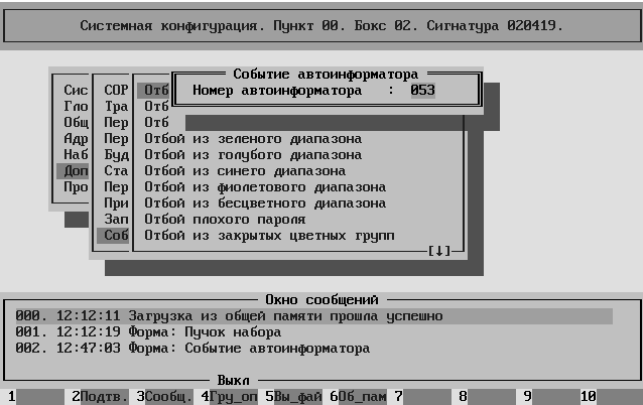 Системная конфигурация. Пункт 00. Бокс 02. Сигнатура 020419.
Событие автоинформатора
Сис СОР Отб Номер автоинформатора : 053
Гло Тра Отб
Общ Пер Отб
Адр Пер Отбой из зеленого диапазона
Наб Буд Отбой из голубого диапазона
Доп Ста Отбой из синего диапазона
Про Пер Отбой из фиолетового диапазона
При Отбой из бесцветного диапазона
Зап Отбой плохого пароля
Соб Отбой из закрытых цветных групп
[↓]
Окно сообщений
000. 12:12:11 Загрузка из общей памяти прошла успешно
001. 12:12:19 Форма: Пучок набора
002. 12:47:03 Форма: Событие автоинформатора
Выкл
1 2Подтв. 3Сообщ. 4Гру_оп 5Вы_фай 6Об_пам 7 8 9 10